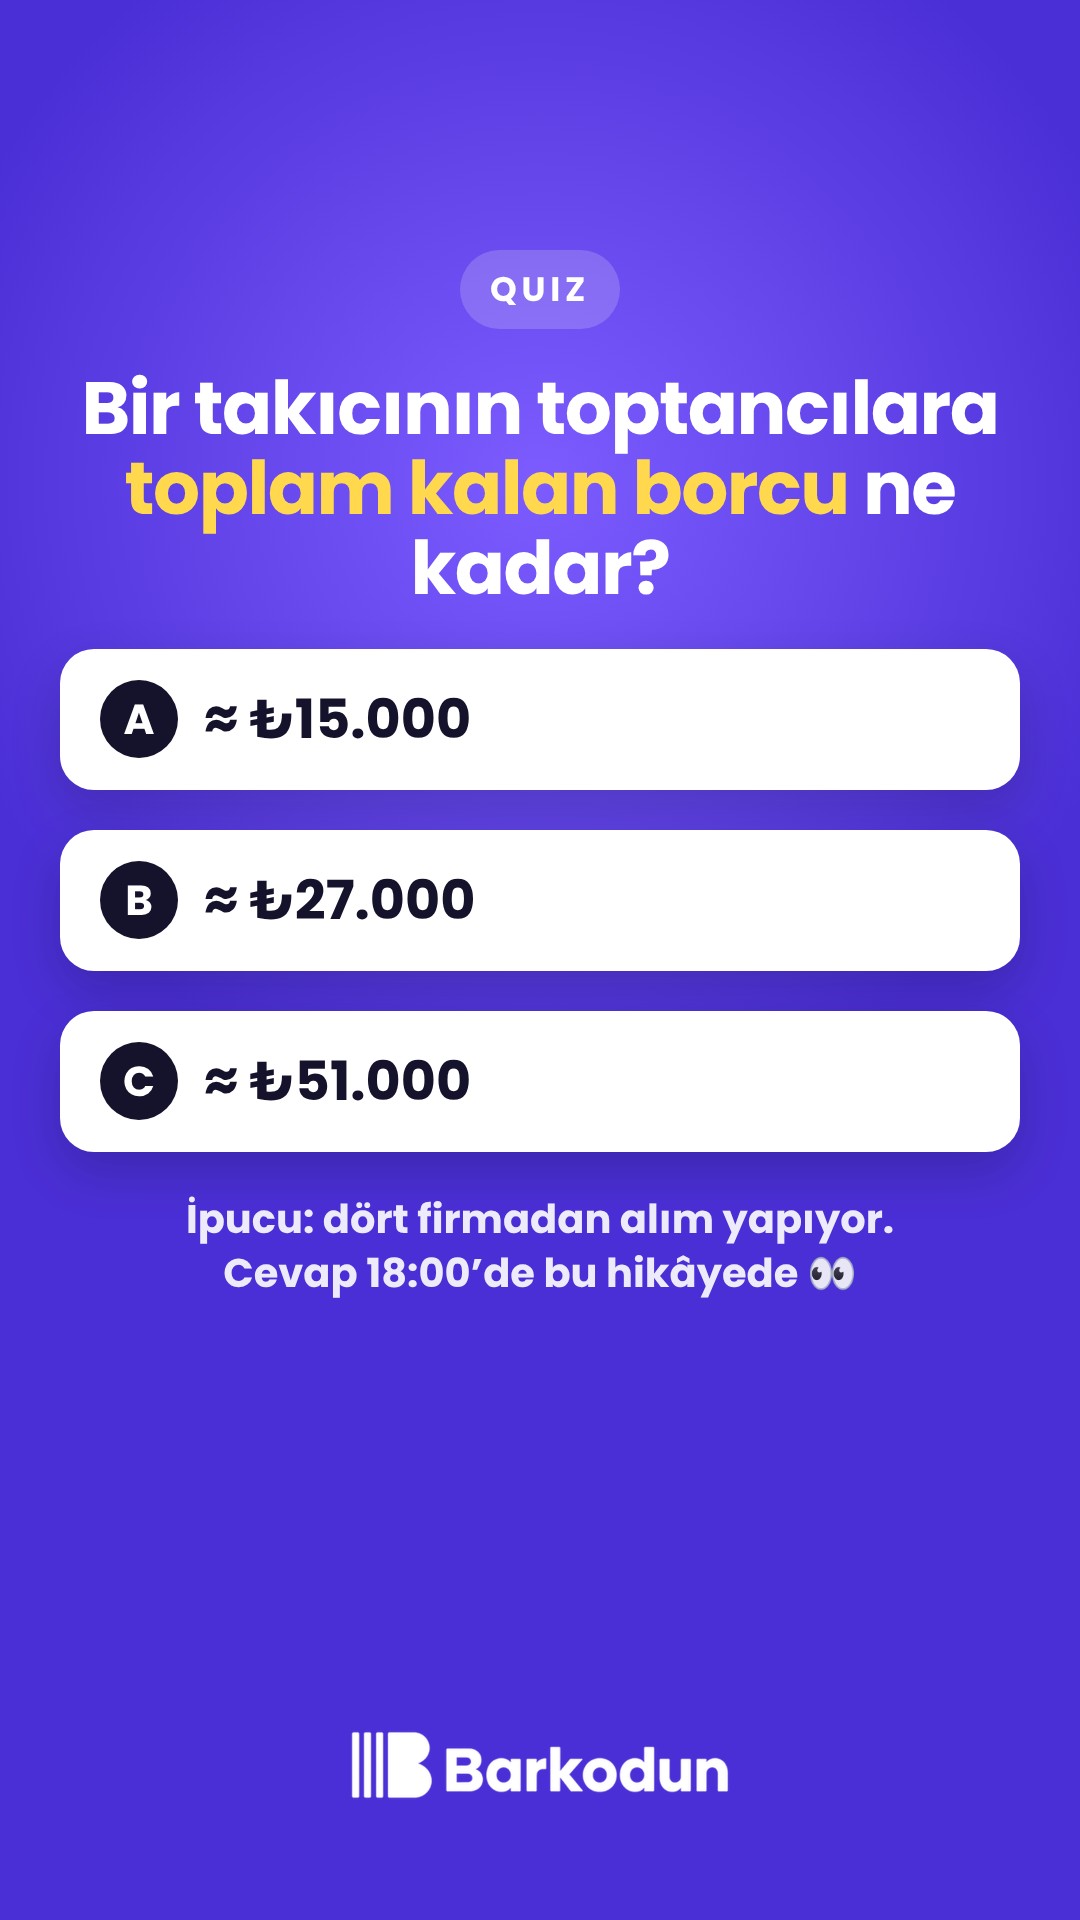 QUIZ
Bir takıcının toptancılara
toplam kalan borcu ne
kadar?
A ≈ ₺15.000
B ≈ ₺27.000
C ≈ ₺51.000
İpucu: dört firmadan alım yapıyor.
Cevap 18:00’de bu hikâyede 👀
Barkodun